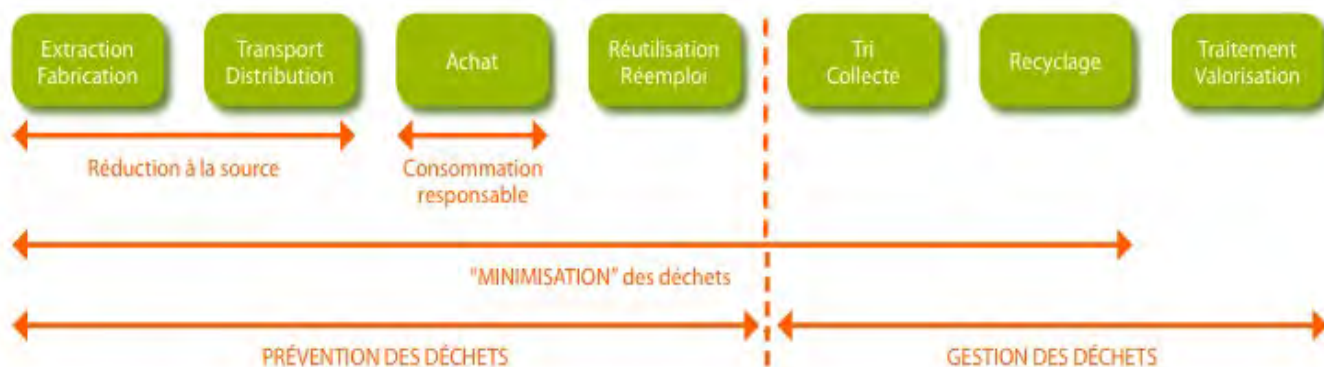 Extraction
Fabrication
Transport
Distribution
Achat
Réutilisation
Réemploi
Tri
Collecte
Recyclage
Traitement
Valorisation
Réduction à la source
Consommation
responsable
"MINIMISATION" des déchets
PRÉVENTION DES DÉCHETS
GESTION DES DÉCHETS